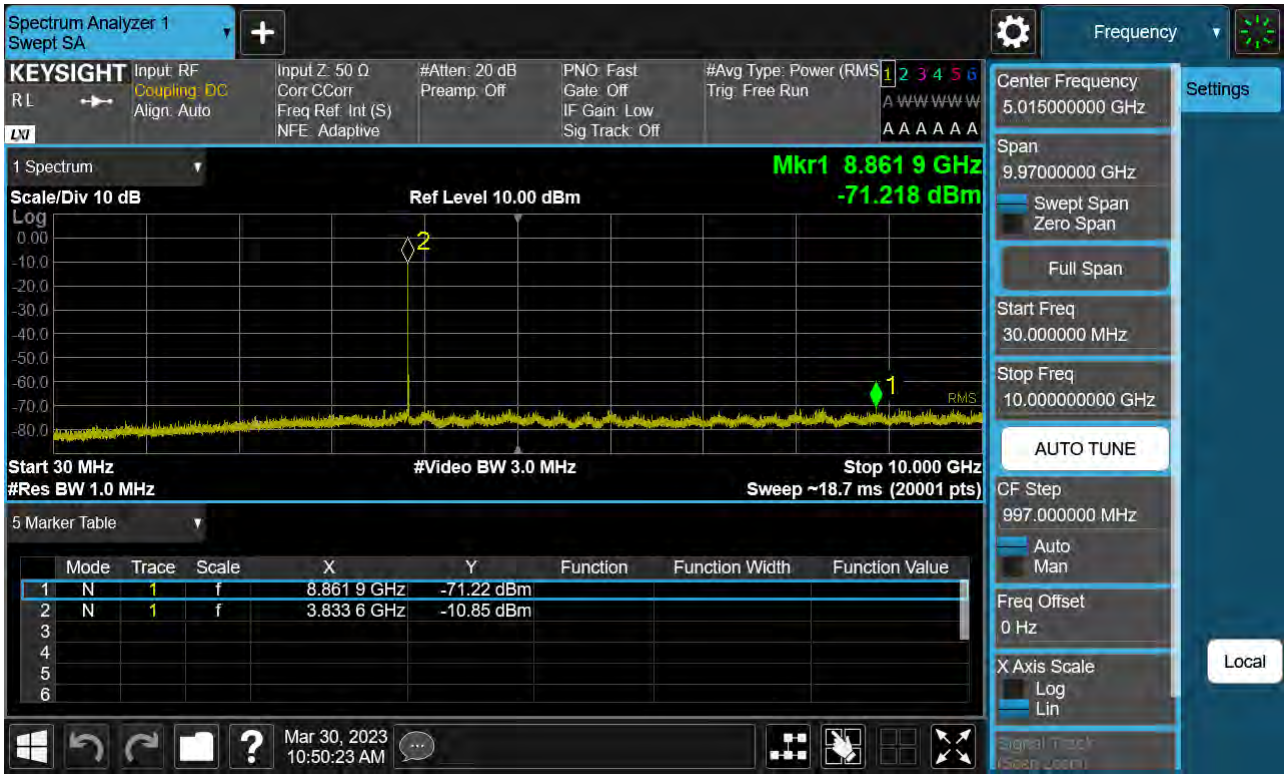 Spectrum Analyzer 1
Swept SA
+
Frequency
KEYSIGHT
RL
LXI
Input: RF
Coupling: DC
Align: Auto
Input Z: 50 Ω
Corr CCorr
Freq Ref: Int (S)
NFE: Adaptive
#Atten: 20 dB
Preamp: Off
PNO: Fast
Gate: Off
IF Gain: Low
Sig Track: Off
#Avg Type: Power (RMS
Trig: Free Run
1 2 3 4 5 6
A W W W W W
A A A A A A
1 Spectrum
Mkr1 8.861 9 GHz
Scale/Div 10 dB
Ref Level 10.00 dBm
-71.218 dBm
Log
0.00
-10.0
-20.0
-30.0
-40.0
-50.0
-60.0
-70.0
-80.0
2
1
RMS
Start 30 MHz
#Video BW 3.0 MHz
Stop 10.000 GHz
#Res BW 1.0 MHz
Sweep ~18.7 ms (20001 pts)
5 Marker Table
Mode Trace Scale X Y Function Function Width Function Value
1 N 1 f 8.861 9 GHz -71.22 dBm
2 N 1 f 3.833 6 GHz -10.85 dBm
3
4
5
6
Mar 30, 2023
10:50:23 AM
?
Center Frequency
5.015000000 GHz
Settings
Span
9.97000000 GHz
Swept Span
Zero Span
Full Span
Start Freq
30.000000 MHz
Stop Freq
10.000000000 GHz
AUTO TUNE
CF Step
997.000000 MHz
Auto
Man
Freq Offset
0 Hz
X Axis Scale
Log
Lin
Local
Signal Track
(Span Zoom)